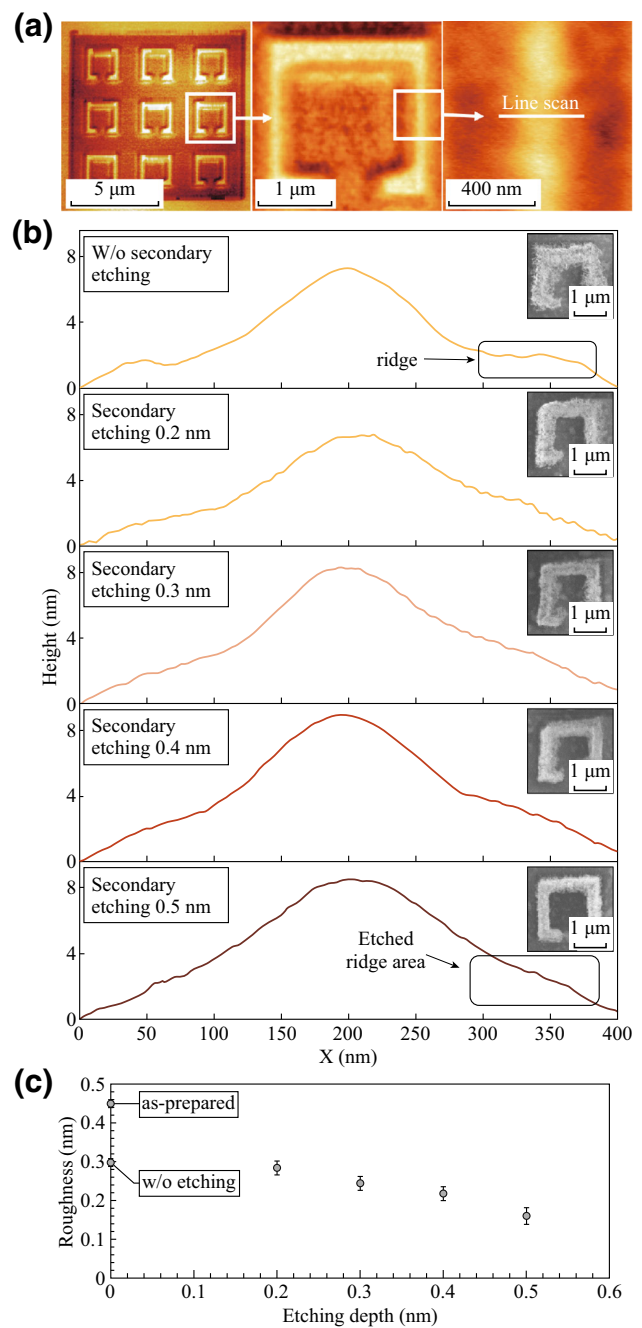 (a)
Line scan
5 μm
1 μm
400 nm
(b)
W/o secondary
etching
8
4
0
ridge
1 μm
Secondary
etching 0.2 nm
8
4
0
1 μm
Secondary
etching 0.3 nm
8
4
0
1 μm
Height (nm)
Secondary
etching 0.4 nm
8
4
0
1 μm
Secondary
etching 0.5 nm
8
4
0
1 μm
Etched
ridge area
0 50 100 150 200 250 300 350 400
X (nm)
(c)
0.5
as-prepared
0.3
w/o etching
0.2
0.1
0
Roughness (nm)
0 0.1 0.2 0.3 0.4 0.5 0.6
Etching depth (nm)